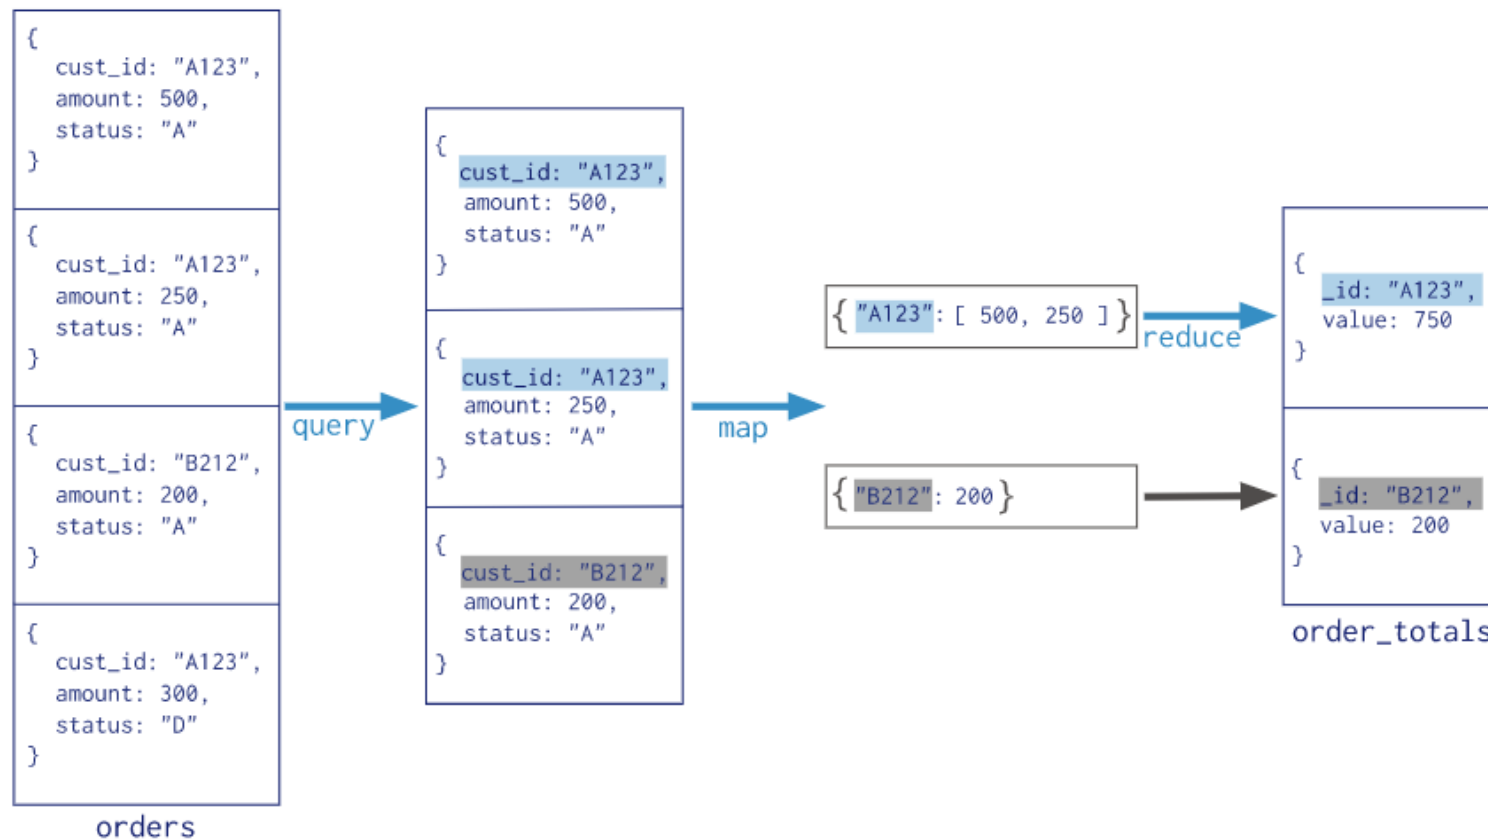 {
cust_id: "A123",
amount: 500,
status: "A"
}
{
cust_id: "A123",
amount: 250,
status: "A"
}
{
cust_id: "B212",
amount: 200,
status: "A"
}
{
cust_id: "A123",
amount: 300,
status: "D"
}
orders
query
{
cust_id: "A123",
amount: 500,
status: "A"
}
{
cust_id: "A123",
amount: 250,
status: "A"
}
{
cust_id: "B212",
amount: 200,
status: "A"
}
map
{ "A123": [ 500, 250 ] }
reduce
{ "B212": 200 }
{
_id: "A123",
value: 750
}
{
_id: "B212",
value: 200
}
order_totals